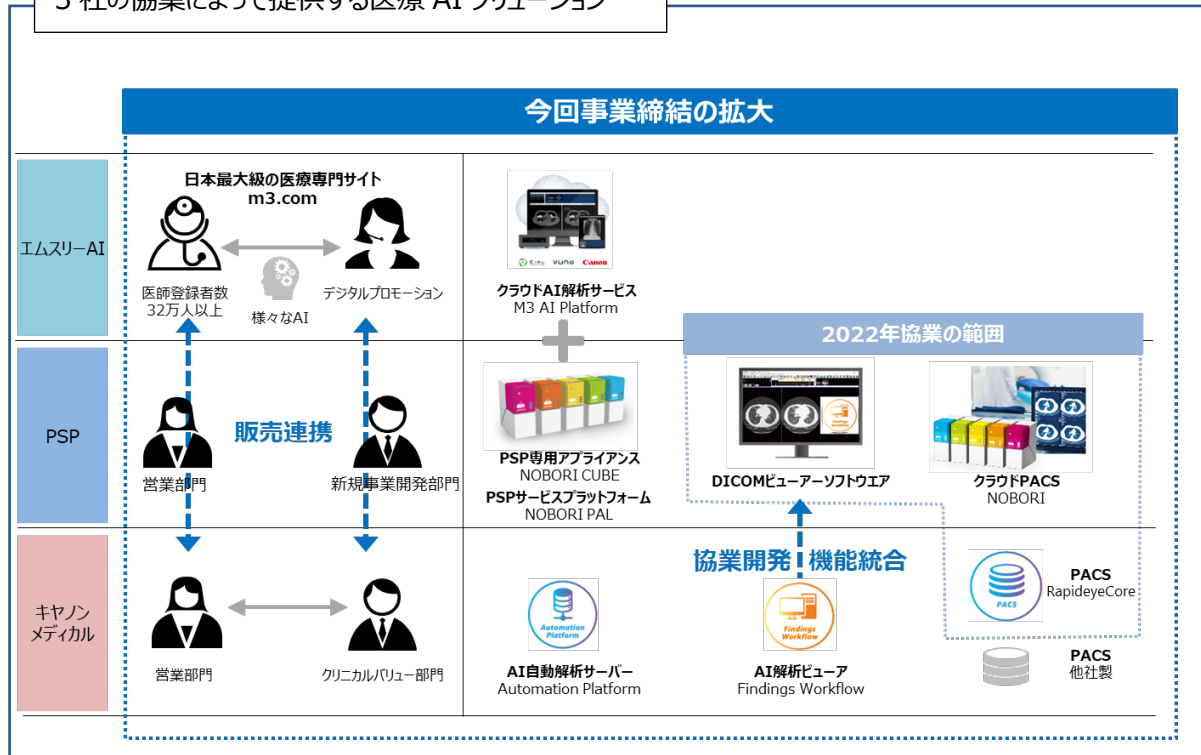 3 社の協業によって提供する医療 AI ソリューション
今回事業締結の拡大
エムスリーAI
日本最大級の医療専門サイト
m3.com
医師登録者数
32万人以上
様々なAI
デジタルプロモーション
EIRL VUNO Canon
クラウドAI解析サービス
M3 AI Platform
2022年協業の範囲
PSP
営業部門
販売連携
新規事業開発部門
PSP専用アプライアンス
NOBORI CUBE
PSPサービスプラットフォーム
NOBORI PAL
Findings
Workflow
DICOMビューアーソフトウエア
クラウドPACS
NOBORI
協業開発
機能統合
キヤノン
メディカル
営業部門
クリニカルバリュー部門
Automation
Platform
AI自動解析サーバー
Automation Platform
Findings
Workflow
AI解析ビューア
Findings Workflow
PACS
PACS
RapideyeCore
PACS
他社製